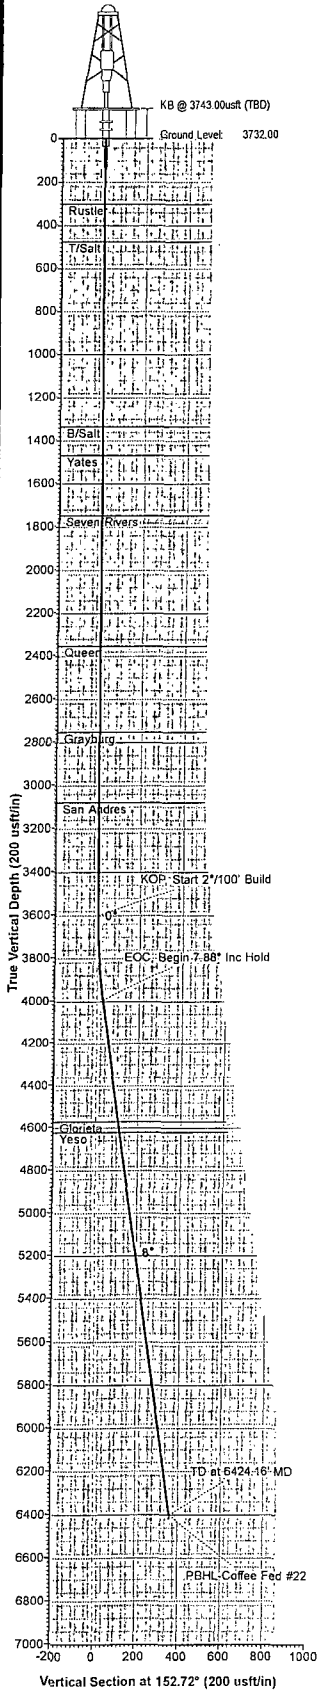 KB @ 3743.00usft (TBD)
Ground Level: 3732.00
0
200
Rustler
400
T/Salt
600
800
1000
1200
1400
B/Salt
Yates
1600
1800
Seven Rivers
2000
2200
2400
Queen
2600
2800
Grayburg
3000
San Andres
3200
3400
KOP, Start 2°/100' Build
3600
0°
3800
EOC, Begin 7.88° Inc Hold
4000
4200
4400
4600
Glorieta
Yeso
4800
5000
5200
8°
5400
5600
5800
6000
6200
TD at 6424.16' MD
6400
6600
PBHL-Coffee Fed #22
6800
7000
-200 0 200 400 600 800 1000
True Vertical Depth (200 usft/in)
Vertical Section at 152.72° (200 usft/in)